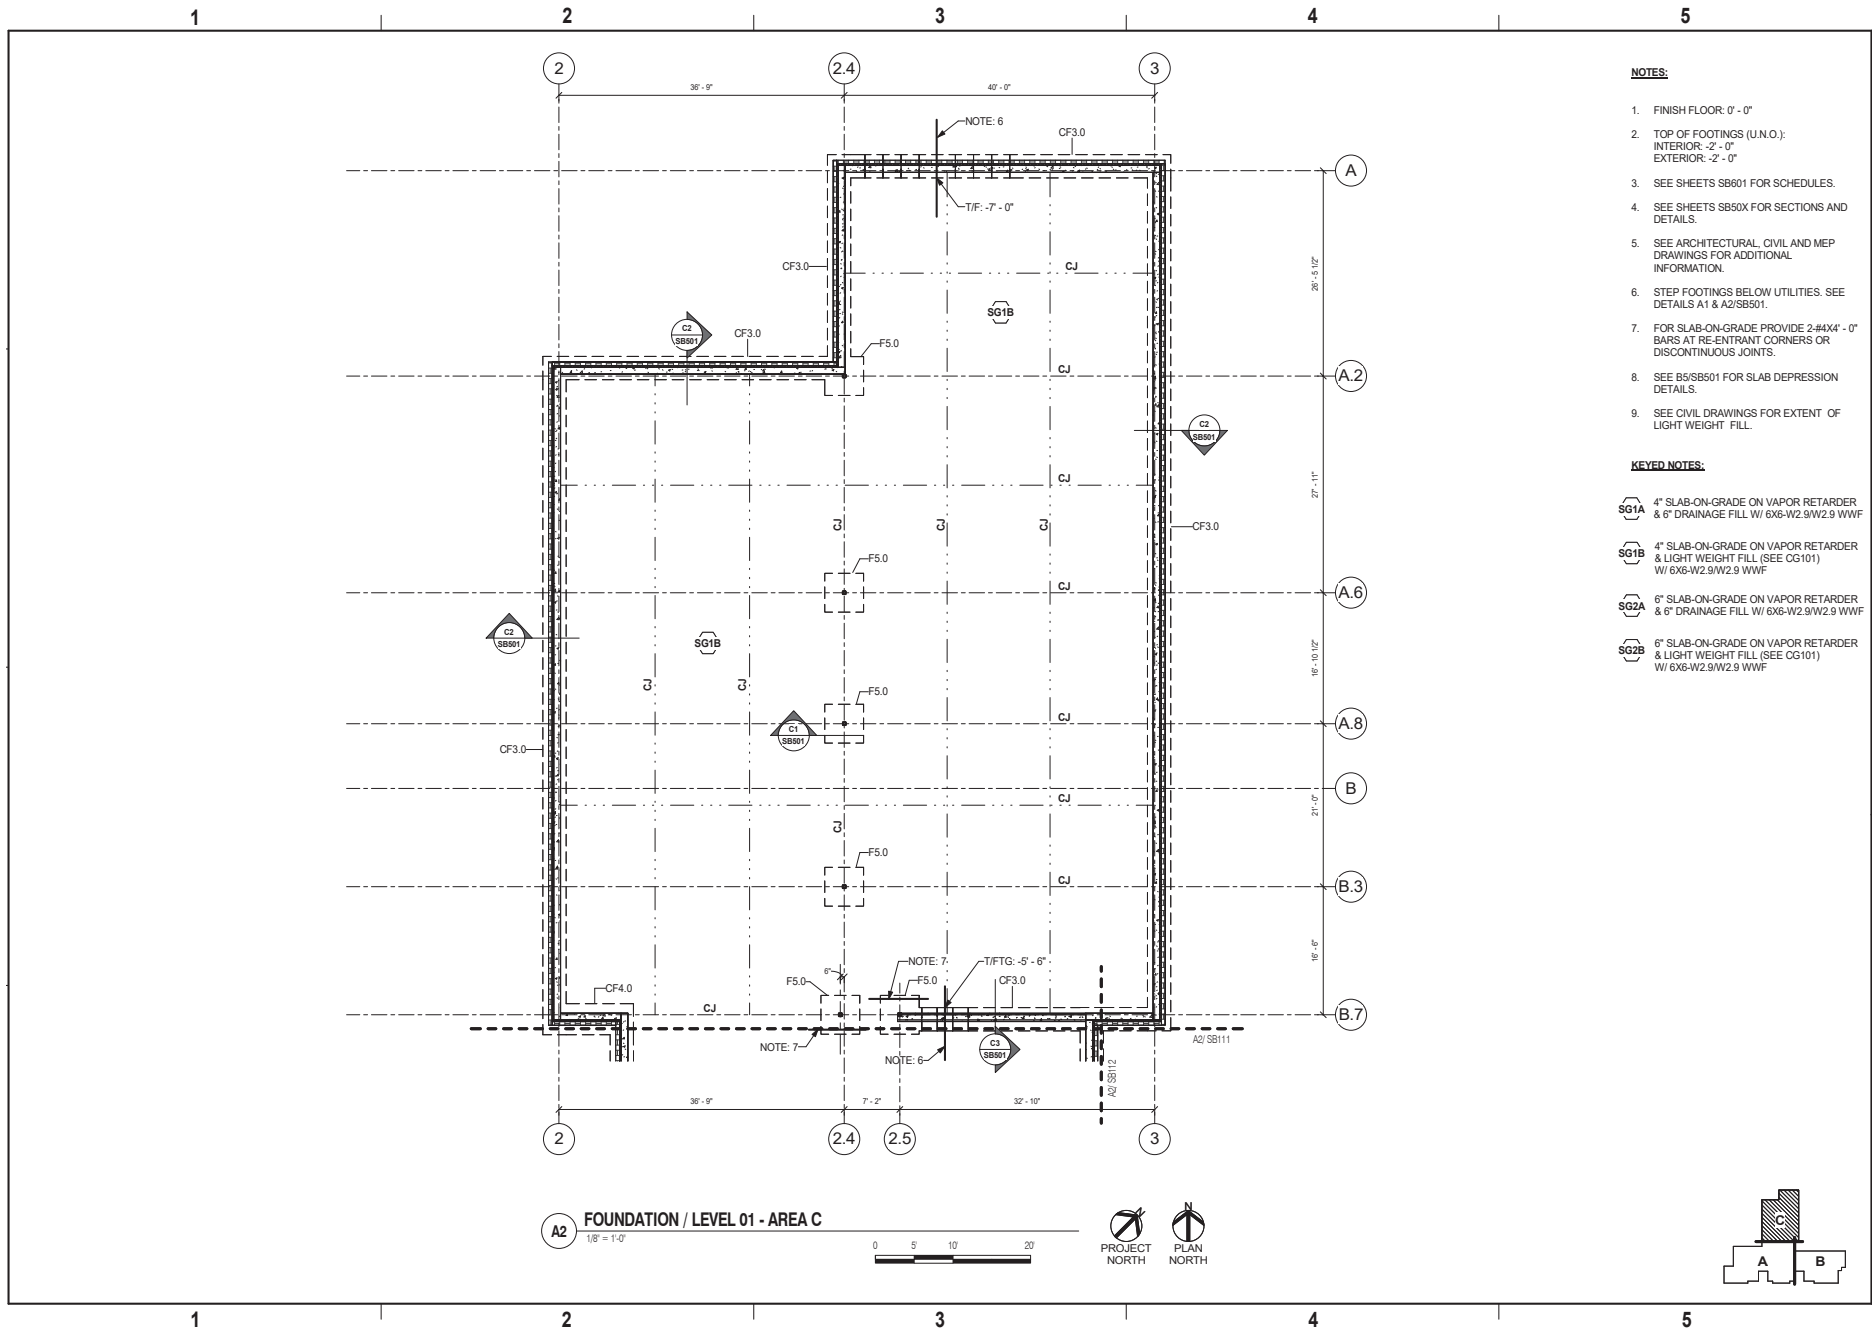 1 2 3 4 5
2 2.4 3
36' - 9" 40' - 0"
NOTE: 6
CF3.0
A
T/F: -7' - 0"
CF3.0
CJ
26' - 5 1/2"
SG1B
C2
SB501
CF3.0
F5.0
CJ
A.2
C2
SB501
CJ
27' - 11"
CJ
CJ
CJ
CF3.0
F5.0
CJ
A.6
C2
SB501
SG1B
16' - 10 1/2"
CJ
CJ
F5.0
C1
SB501
CJ
A.8
CF3.0
B
CJ
21' - 0"
CJ
F5.0
CJ
B.3
16' - 6"
6"
NOTE: 7
T/FTG: -5' - 6"
F5.0
F5.0
CF3.0
CF4.0
CJ
B.7
NOTE: 7
NOTE: 6
C3
SB501
A2/ SB111
A2/ SB112
36' - 9" 7' - 2" 32' - 10"
2 2.4 2.5 3
NOTES:
1. FINISH FLOOR: 0' - 0"
2. TOP OF FOOTINGS (U.N.O.):
INTERIOR: -2' - 0"
EXTERIOR: -2' - 0"
3. SEE SHEETS SB601 FOR SCHEDULES.
4. SEE SHEETS SB50X FOR SECTIONS AND
DETAILS.
5. SEE ARCHITECTURAL, CIVIL AND MEP
DRAWINGS FOR ADDITIONAL
INFORMATION.
6. STEP FOOTINGS BELOW UTILITIES. SEE
DETAILS A1 & A2/SB501.
7. FOR SLAB-ON-GRADE PROVIDE 2-#4X4' - 0"
BARS AT RE-ENTRANT CORNERS OR
DISCONTINUOUS JOINTS.
8. SEE B5/SB501 FOR SLAB DEPRESSION
DETAILS.
9. SEE CIVIL DRAWINGS FOR EXTENT OF
LIGHT WEIGHT FILL.
KEYED NOTES:
SG1A 4" SLAB-ON-GRADE ON VAPOR RETARDER
& 6" DRAINAGE FILL W/ 6X6-W2.9/W2.9 WWF
SG1B 4" SLAB-ON-GRADE ON VAPOR RETARDER
& LIGHT WEIGHT FILL (SEE CG101)
W/ 6X6-W2.9/W2.9 WWF
SG2A 6" SLAB-ON-GRADE ON VAPOR RETARDER
& 6" DRAINAGE FILL W/ 6X6-W2.9/W2.9 WWF
SG2B 6" SLAB-ON-GRADE ON VAPOR RETARDER
& LIGHT WEIGHT FILL (SEE CG101)
W/ 6X6-W2.9/W2.9 WWF
A2 FOUNDATION / LEVEL 01 - AREA C
1/8" = 1'-0"
0 5' 10' 20'
N
PROJECT
NORTH
N
PLAN
NORTH
C
A B
1 2 3 4 5